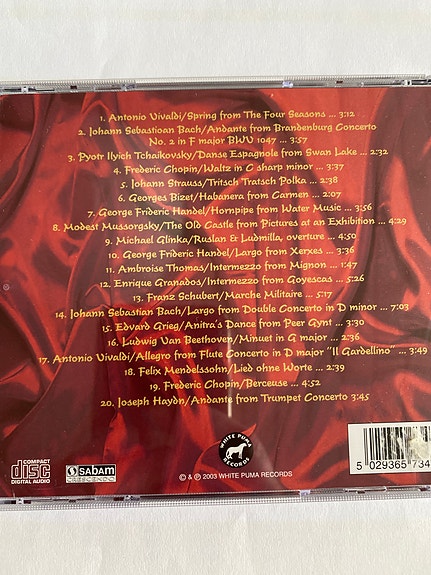 1. Antonio Vivaldi/Spring from The Four Seasons ... 3:12
2. Johann Sebastioan Bach/Andante from Brandenburg Concerto
No. 2 in F major BWU 1047 ... 3:57
3. Pyotr Ilyich Tchaikovsky/Danse Espagnole from Swan Lake ... 2:32
4. Frederic Chopin/Waltz in C sharp minor ... 3:37
5. Johann Strauss/Tritsch Tratsch Polka ... 2:38
6. Georges Bizet/Habanera from Carmen ... 2:07
7. George Frideric Handel/Hornpipe from Water Music ... 3:56
8. Modest Mussorgsky/The Old Castle from Pictures at an Exhibition ... 4:29
9. Michael Glinka/Ruslan & Ludmilla, overture ... 4:50
10. George Frideric Handel/Largo from Xerxes ... 3:36
11. Ambroise Thomas/Intermezzo from Mignon ... 1:47
12. Enrique Granados/Intermezzo from Goyescas ... 5:26
13. Franz Schubert/Marche Militaire ... 5:17
14. Johann Sebastian Bach/Largo from Double Concerto in D minor ... 7:03
15. Edvard Grieg/Anitra's Dance from Peer Gynt ... 3:30
16. Ludwig Van Beethoven/Minuet in G major ... 2:36
17. Antonio Vivaldi/Allegro from Flute Concerto in D major "Il Gardellino" ... 3:49
18. Felix Mendelssohn/Lied ohne Worte ... 2:39
19. Frederic Chopin/Berceuse ... 4:52
20. Joseph Haydn/Andante from Trumpet Concerto 3:45
WHITE PUMA
RECORDS
COMPACT
disc
DIGITAL AUDIO
SABAM
© & ℗ 2003 WHITE PUMA RECORDS
5 029365 734